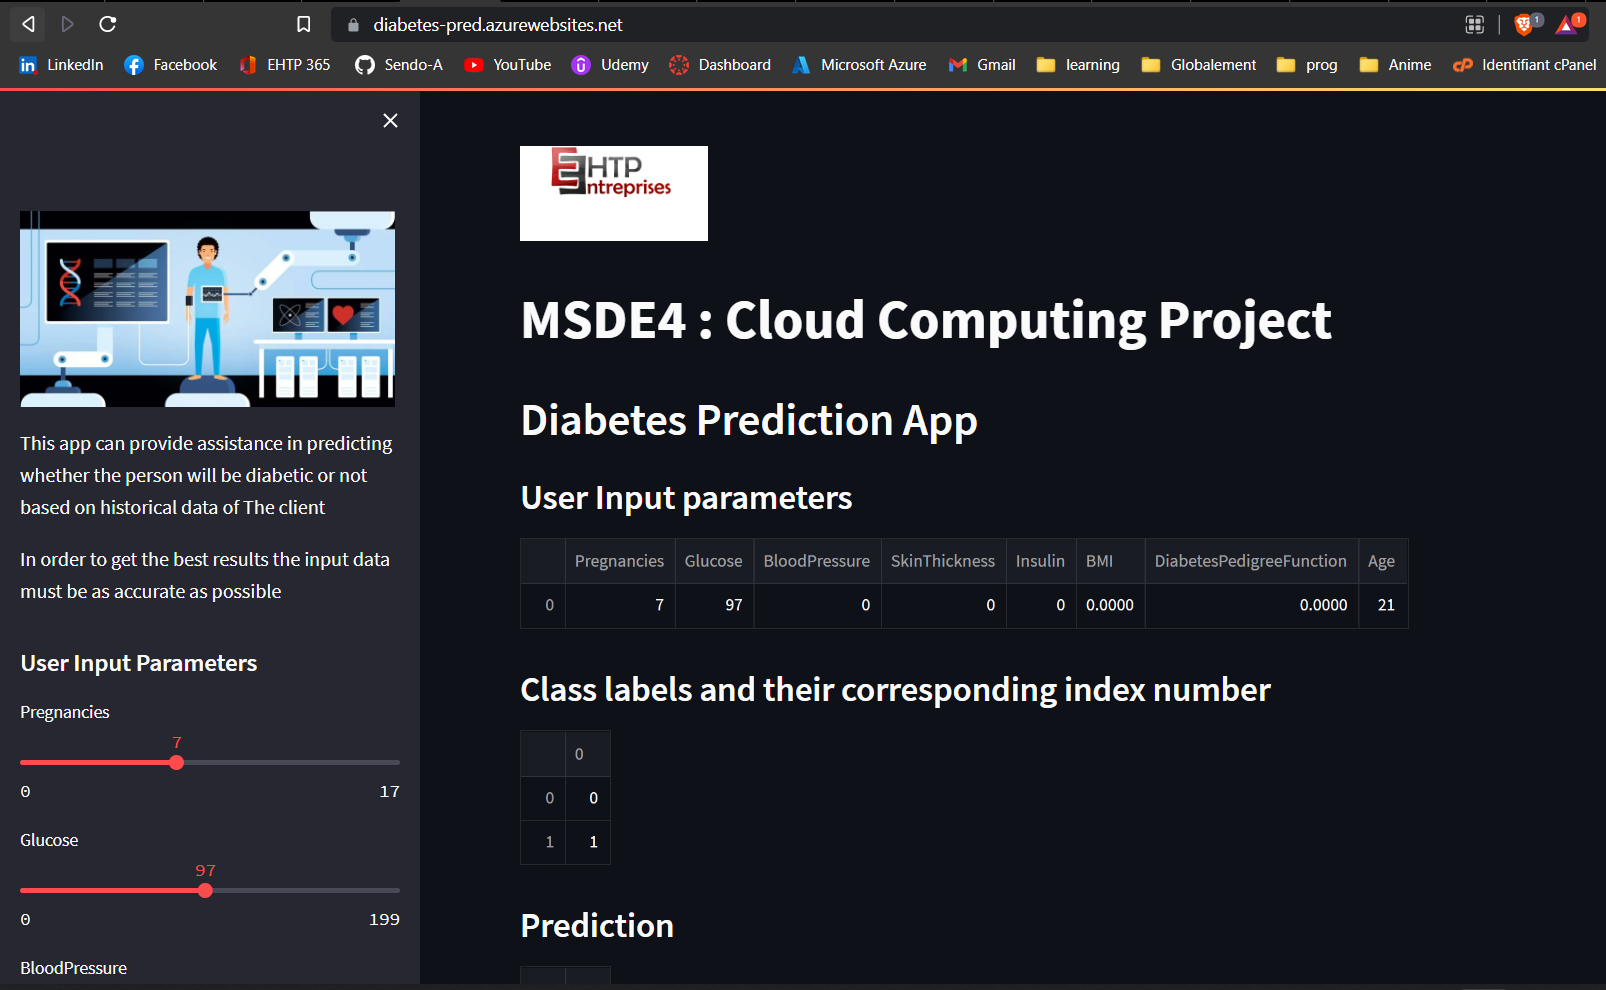 diabetes-pred.azurewebsites.net
1
1
LinkedIn Facebook EHTP 365 Sendo-A YouTube Udemy Dashboard Microsoft Azure Gmail learning Globalement prog Anime Identifiant cPanel
This app can provide assistance in predicting
whether the person will be diabetic or not
based on historical data of The client
In order to get the best results the input data
must be as accurate as possible
User Input Parameters
Pregnancies
7
0 17
Glucose
97
0 199
BloodPressure
EHTP
Entreprises
MSDE4 : Cloud Computing Project
Diabetes Prediction App
User Input parameters
Pregnancies Glucose BloodPressure SkinThickness Insulin BMI DiabetesPedigreeFunction Age
0 7 97 0 0 0 0.0000 0.0000 21
Class labels and their corresponding index number
0
0 0
1 1
Prediction